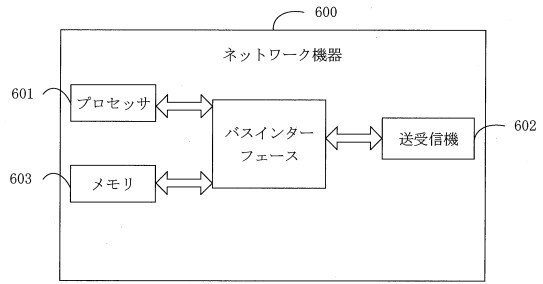 600
ネットワーク機器
601
プロセッサ
バスインター
フェース
送受信機
602
603
メモリ